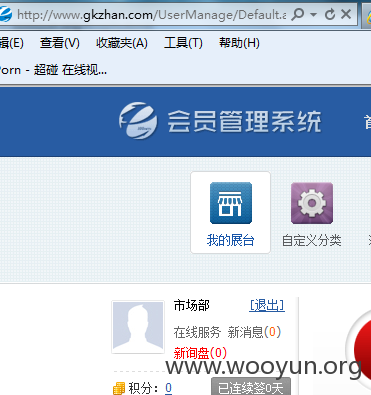 http://www.gkzhan.com/UserManage/Default.a
辑(E) 查看(V) 收藏夹(A) 工具(T) 帮助(H)
orn - 超碰 在线视...
会员管理系统 首
我的展台 自定义分类
市场部 [退出]
在线服务 新消息(0)
新询盘(0)
www.wooyun.org
积分：0 已连续签0天